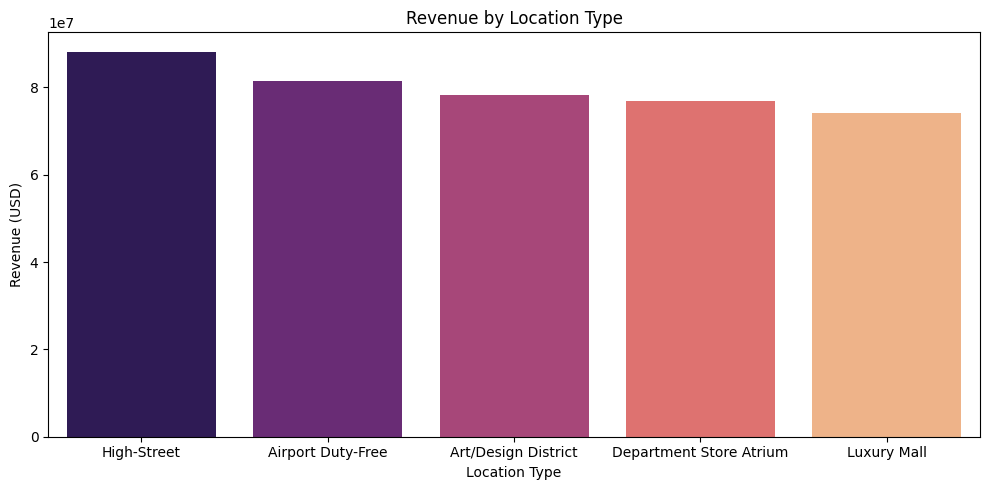 Revenue by Location Type
1e7
Revenue (USD)
8
6
4
2
0
High-Street
Airport Duty-Free
Art/Design District
Department Store Atrium
Luxury Mall
Location Type